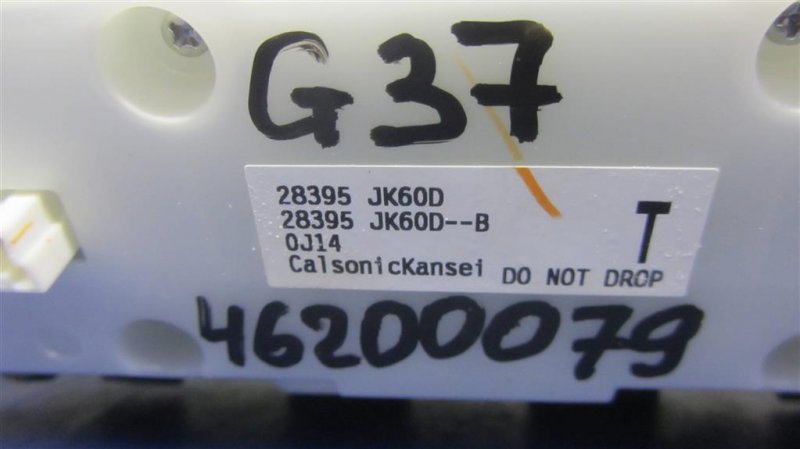 G37
28395 JK60D
28395 JK60D--B
0J14
CalsonicKansei DO NOT DROP
T
46200079